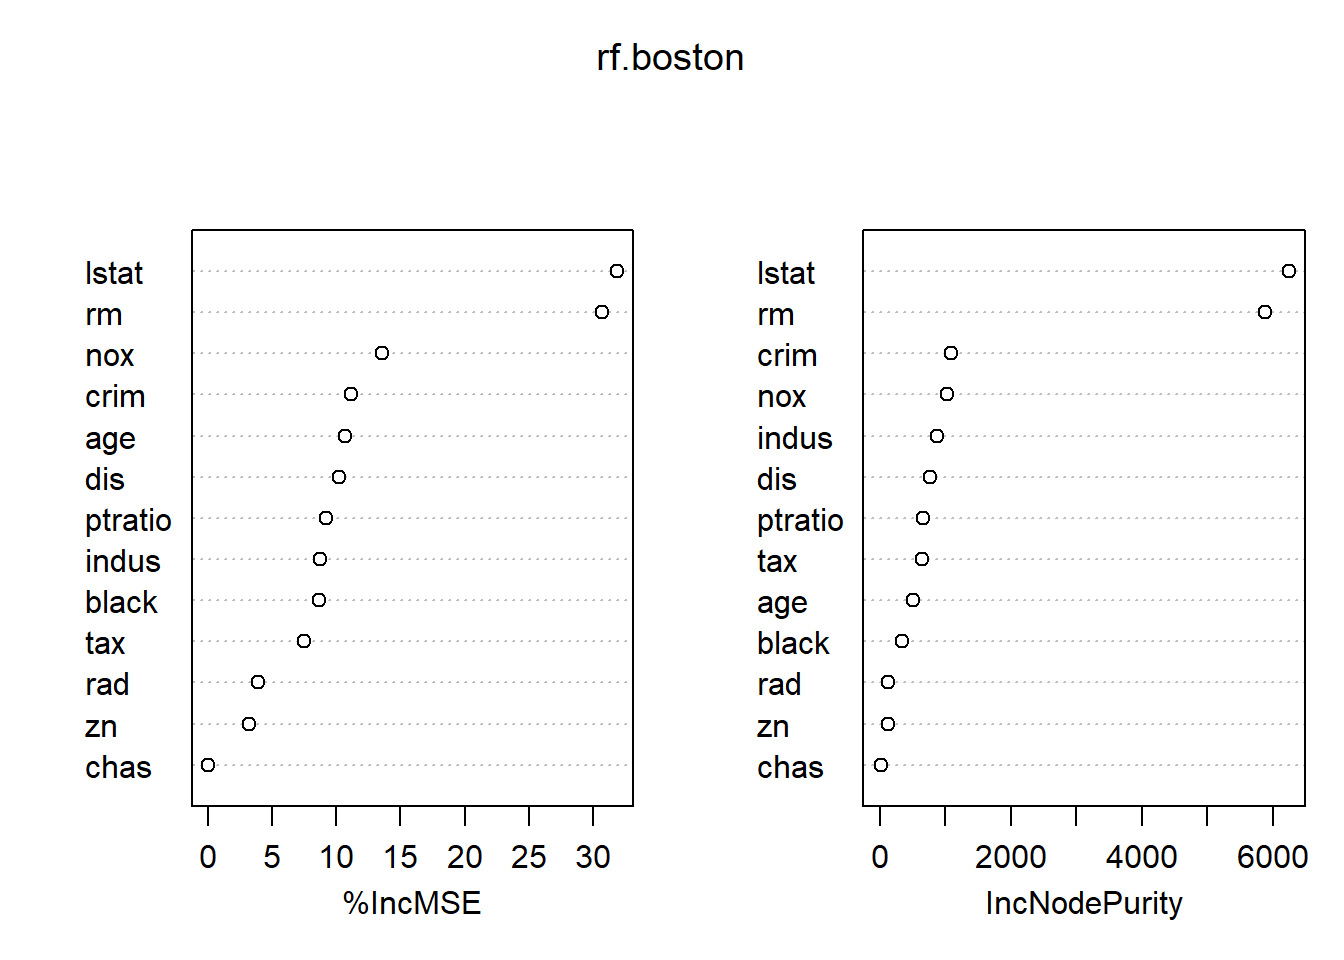 rf.boston
lstat
rm
nox
crim
age
dis
ptratio
indus
black
tax
rad
zn
chas
0 5 10 15 20 25 30
%IncMSE
lstat
rm
crim
nox
indus
dis
ptratio
tax
age
black
rad
zn
chas
0 2000 4000 6000
IncNodePurity